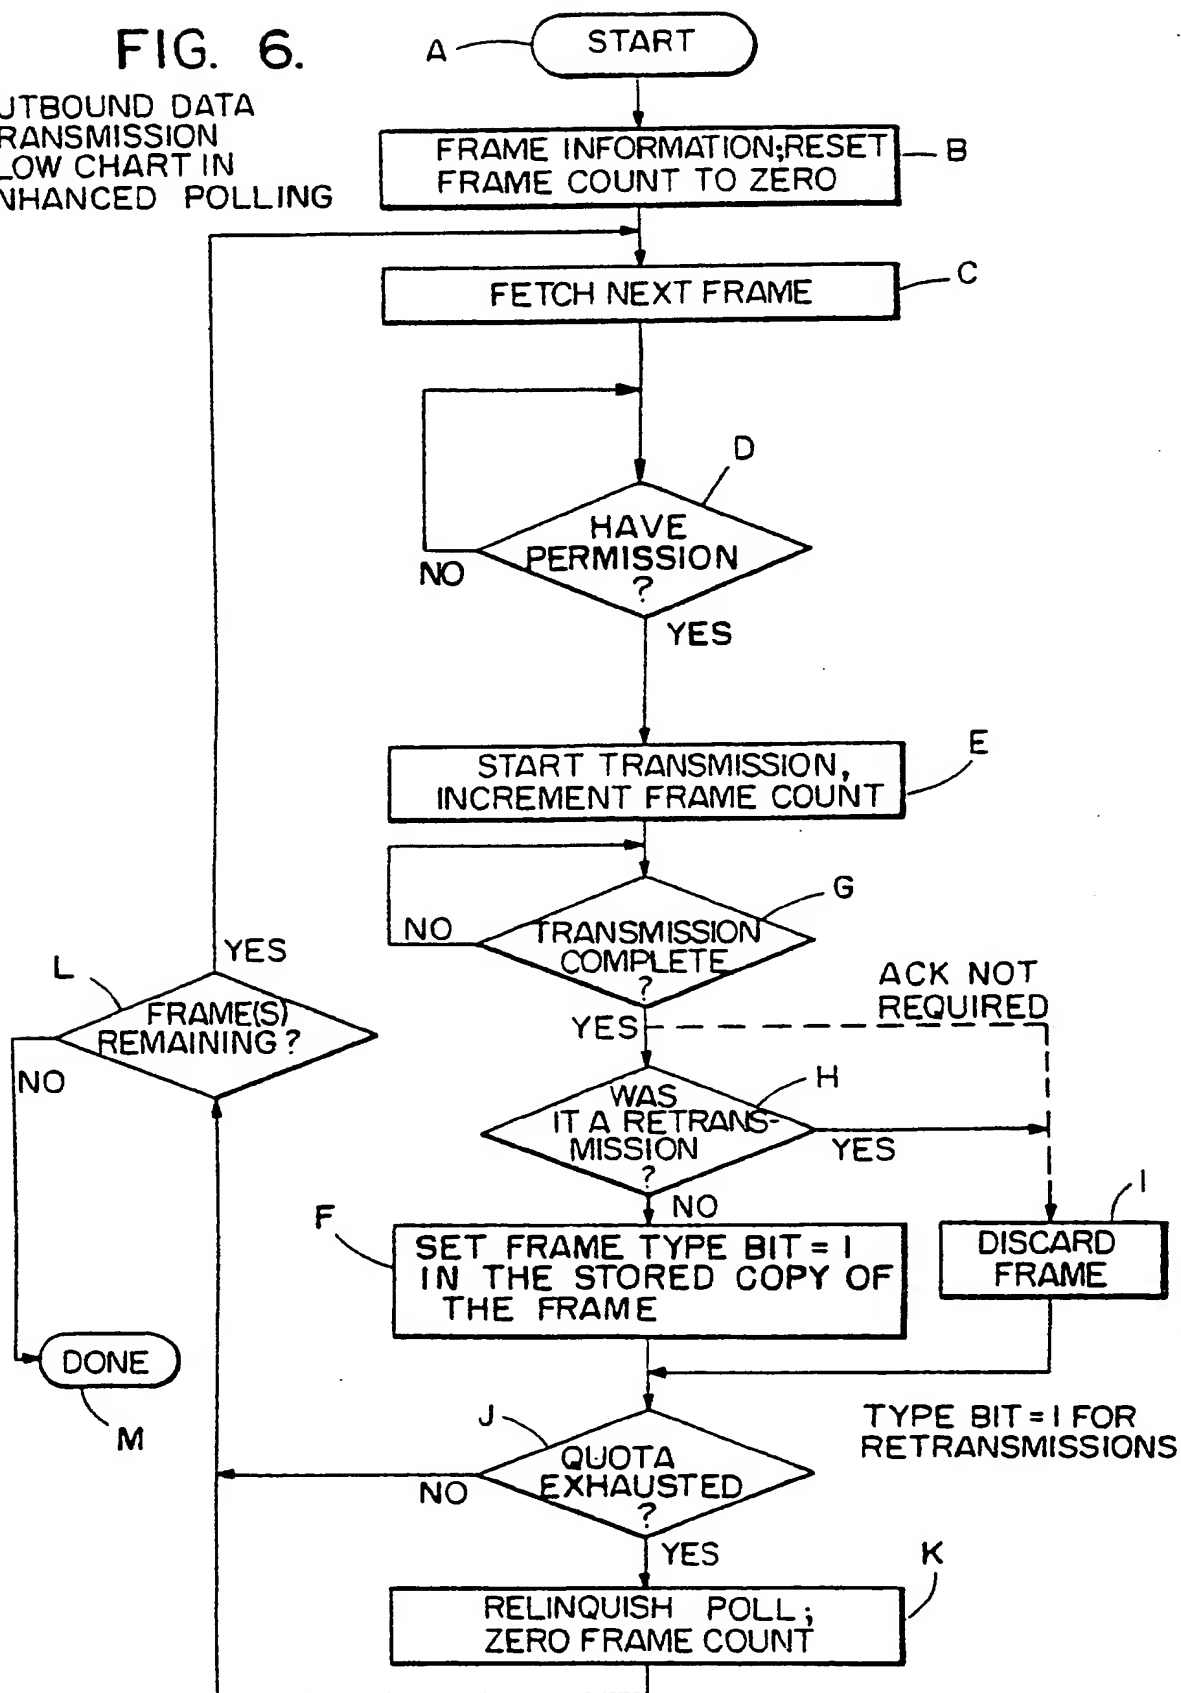 FIG. 6.
UTBOUND DATA
RANSMISSION
LOW CHART IN
NHANCED POLLING
A
START
FRAME INFORMATION;RESET
FRAME COUNT TO ZERO
B
FETCH NEXT FRAME
C
D
HAVE
PERMISSION
?
NO
YES
START TRANSMISSION,
INCREMENT FRAME COUNT
E
G
NO
TRANSMISSION
COMPLETE
?
YES
ACK NOT
REQUIRED
L
YES
FRAME(S)
REMAINING?
NO
H
WAS
IT A RETRANS-
MISSION
?
YES
NO
F
SET FRAME TYPE BIT = 1
IN THE STORED COPY OF
THE FRAME
I
DISCARD
FRAME
DONE
M
J
QUOTA
EXHAUSTED
?
NO
YES
TYPE BIT = 1 FOR
RETRANSMISSIONS
K
RELINQUISH POLL;
ZERO FRAME COUNT